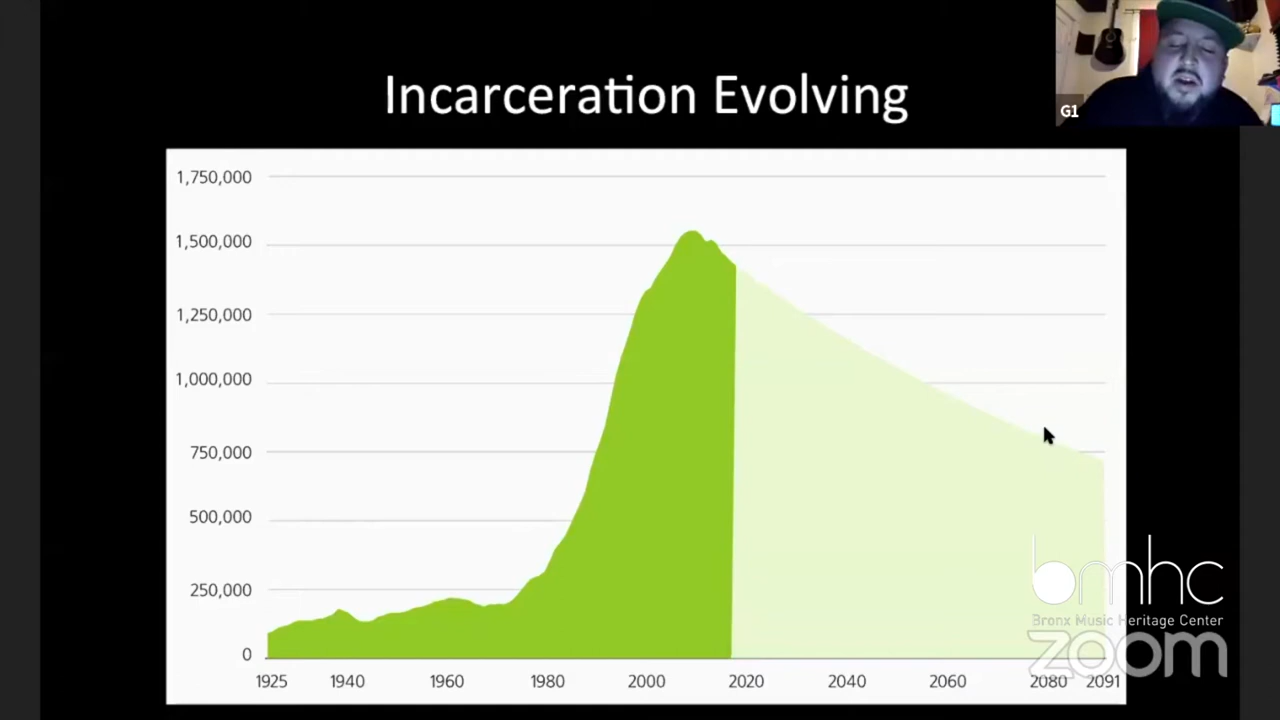 Incarceration Evolving
G1
1,750,000
1,500,000
1,250,000
1,000,000
750,000
500,000
250,000
0
1925 1940 1960 1980 2000 2020 2040 2060 2080 2091
bmhc
Bronx Music Heritage Center
zoom